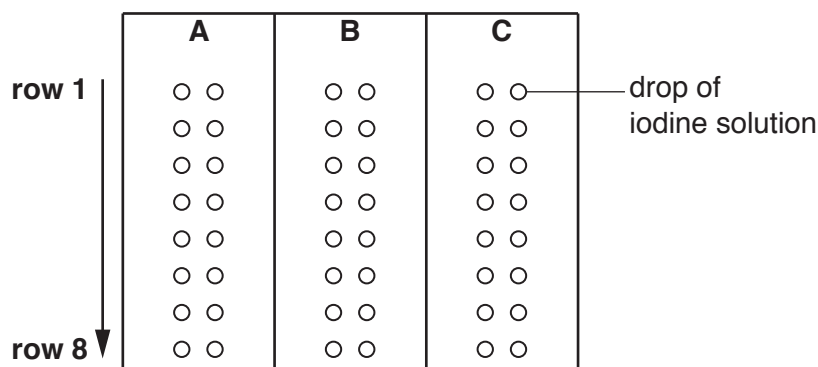 A B C
row 1
drop of
iodine solution
row 8